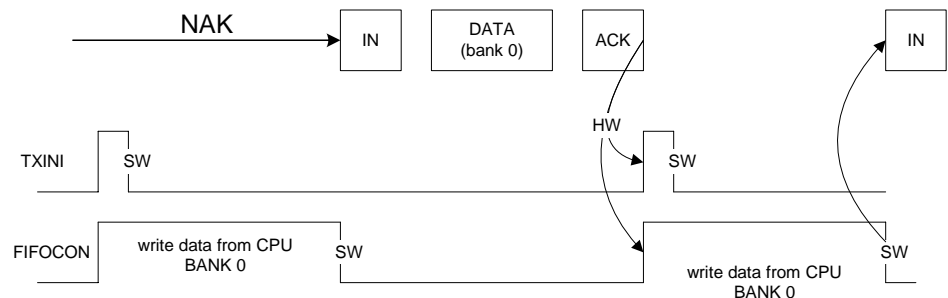 NAK
IN
DATA
(bank 0)
ACK
IN
HW
TXINI
SW
SW
FIFOCON
write data from CPU
BANK 0
SW
write data from CPU
BANK 0
SW